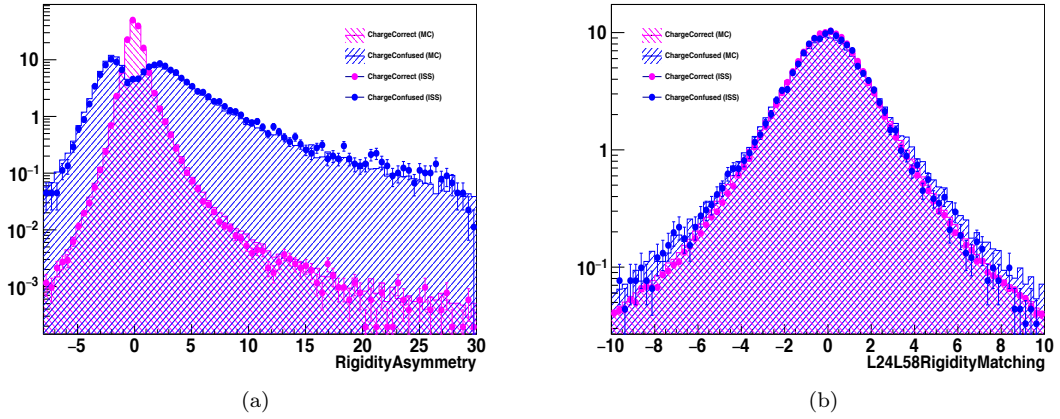 10
1
10⁻¹
10⁻²
10⁻³
−5 0 5 10 15 20 25 30
RigidityAsymmetry
ChargeCorrect (MC)
ChargeConfused (MC)
ChargeCorrect (ISS)
ChargeConfused (ISS)
(a)
10
1
10⁻¹
−10 −8 −6 −4 −2 0 2 4 6 8 10
L24L58RigidityMatching
ChargeCorrect (MC)
ChargeConfused (MC)
ChargeCorrect (ISS)
ChargeConfused (ISS)
(b)